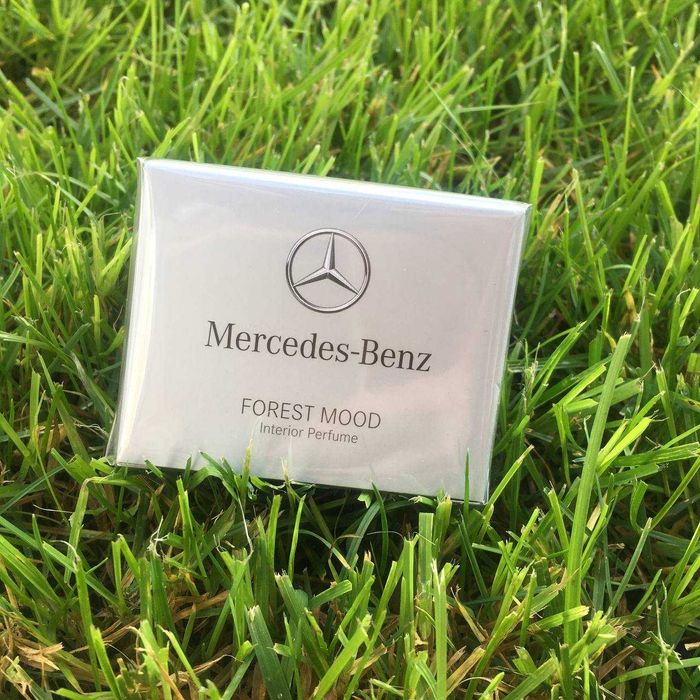 Mercedes-Benz
FOREST MOOD
Interior Perfume